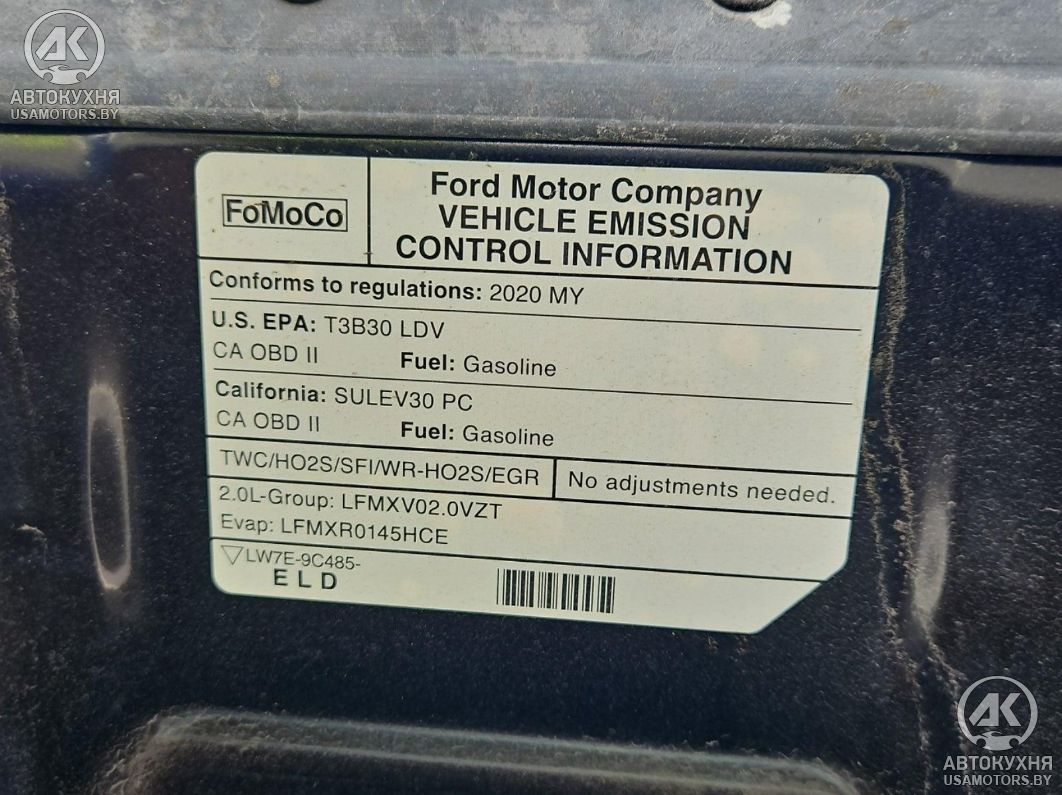 AK
АВТОКУХНЯ
USAMOTORS.BY
FoMoCo
Ford Motor Company
VEHICLE EMISSION
CONTROL INFORMATION
Conforms to regulations: 2020 MY
U.S. EPA: T3B30 LDV
CA OBD II Fuel: Gasoline
California: SULEV30 PC
CA OBD II Fuel: Gasoline
TWC/HO2S/SFI/WR-HO2S/EGR No adjustments needed.
2.0L-Group: LFMXV02.0VZT
Evap: LFMXR0145HCE
LW7E-9C485-
ELD
AK
АВТОКУХНЯ
USAMOTORS.BY